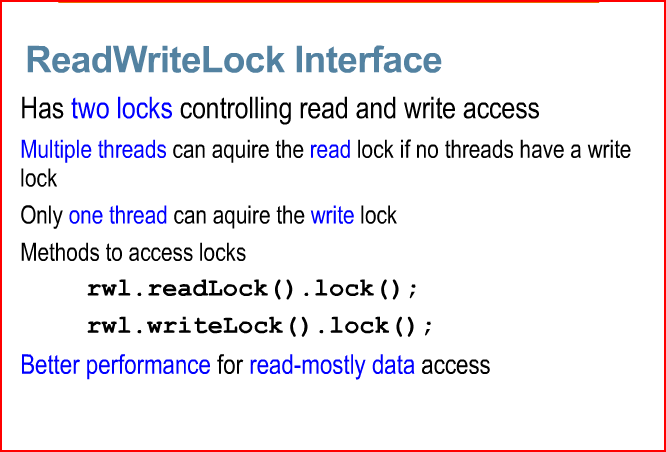 ReadWriteLock Interface
Has two locks controlling read and write access
Multiple threads can aquire the read lock if no threads have a write
lock
Only one thread can aquire the write lock
Methods to access locks
rwl.readLock().lock();
rwl.writeLock().lock();
Better performance for read-mostly data access